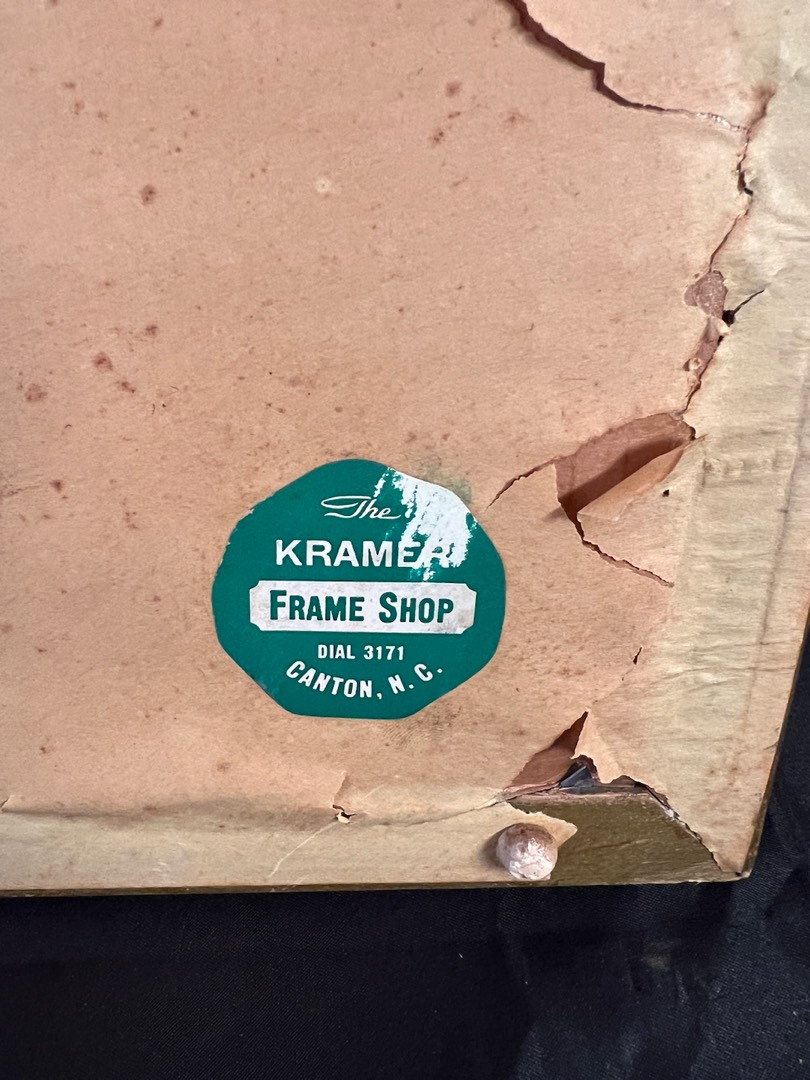 The
KRAMER
FRAME SHOP
DIAL 3171
CANTON, N. C.